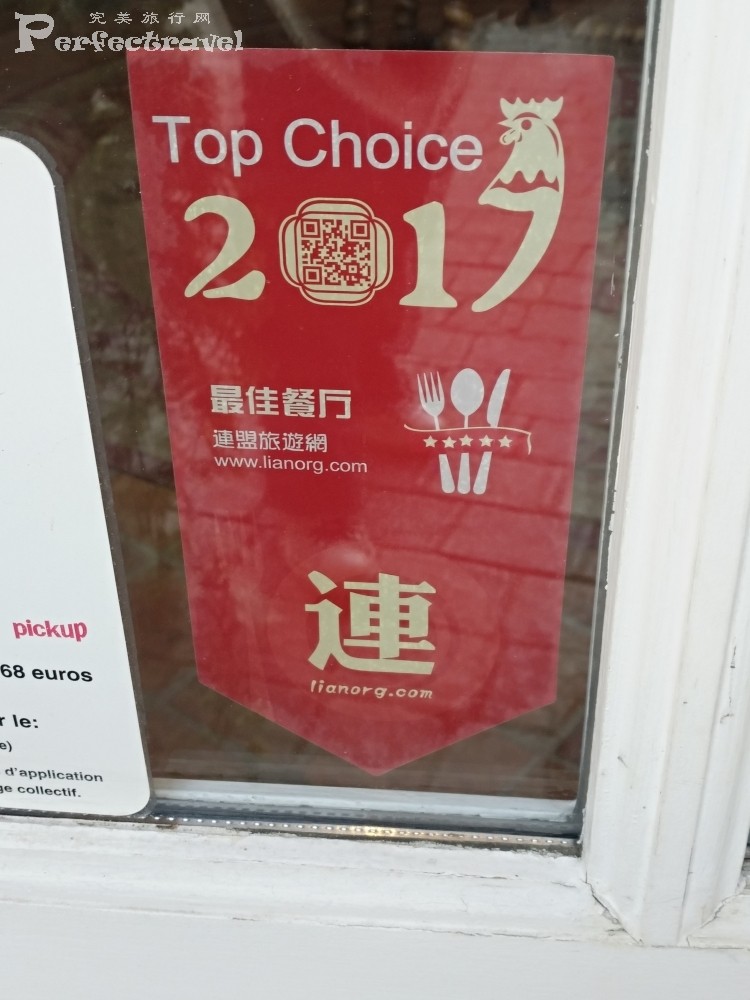 完美旅行网
Perfectravel
Top Choice
2017
最佳餐厅
連盟旅遊網
www.lianorg.com
連
lianorg.com
pickup
68 euros
r le:
e)
d'application
ge collectif.